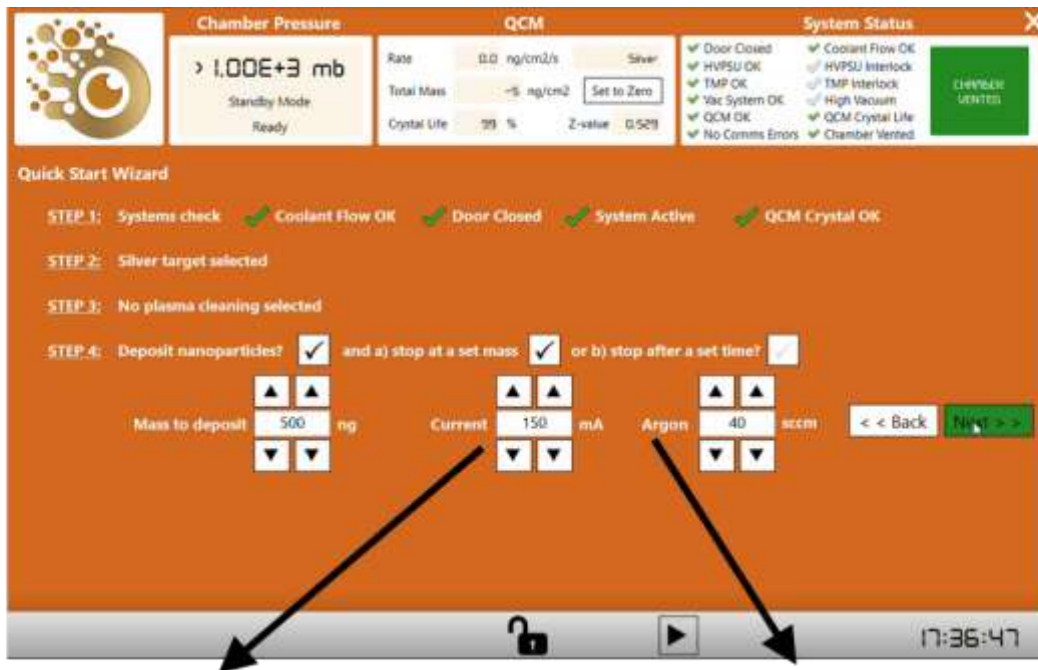 Chamber Pressure
QCM
System Status
X
> 1.00E+3 mb
Standby Mode
Ready
Rate 0.0 ng/cm2/s Silver
Total Mass -5 ng/cm2 Set to Zero
Crystal Life 99 % Z-value 0.529
Door Closed Coolant Flow OK
HVPSU OK HVPSU Interlock
TMP OK TMP Interlock
Vac System OK High Vacuum
QCM OK QCM Crystal Life
No Comms Errors Chamber Vented
CHAMBER
VENTED
Quick Start Wizard
STEP 1: Systems check Coolant Flow OK Door Closed System Active QCM Crystal OK
STEP 2: Silver target selected
STEP 3: No plasma cleaning selected
STEP 4: Deposit nanoparticles? and a) stop at a set mass or b) stop after a set time?
Mass to deposit 500 ng Current 150 mA Argon 40 sccm < < Back Next > >
17:36:47